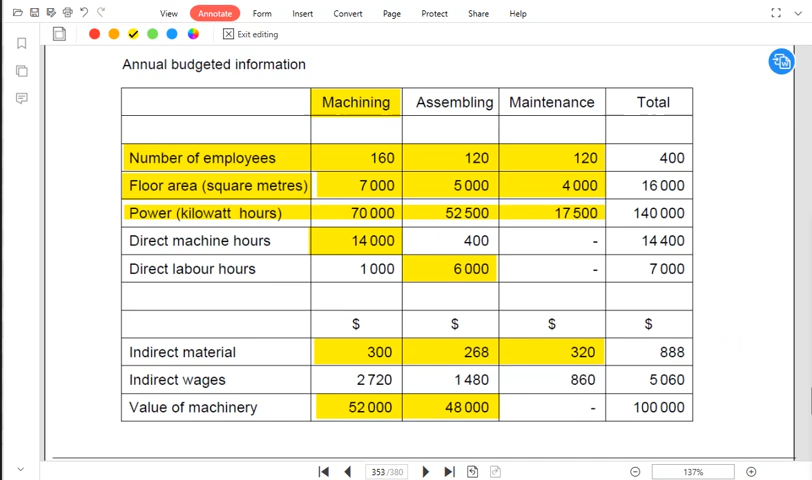 View Annotate Form Insert Convert Page Protect Share Help
Exit editing
Annual budgeted information
Machining Assembling Maintenance Total
Number of employees 160 120 120 400
Floor area (square metres) 7 000 5 000 4 000 16 000
Power (kilowatt hours) 70 000 52 500 17 500 140 000
Direct machine hours 14 000 400 - 14 400
Direct labour hours 1 000 6 000 - 7 000
$ $ $ $
Indirect material 300 268 320 888
Indirect wages 2 720 1 480 860 5 060
Value of machinery 52 000 48 000 - 100 000
353 /380 137%